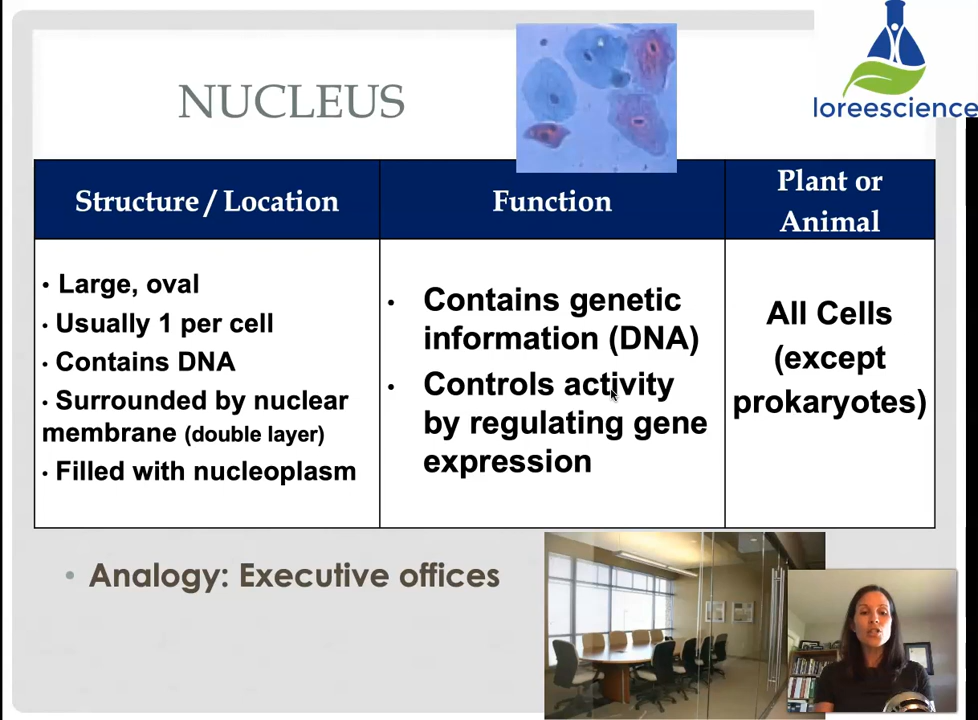 NUCLEUS
loreescience
Structure / Location
Function
Plant or
Animal
• Large, oval
• Usually 1 per cell
• Contains DNA
• Surrounded by nuclear
membrane (double layer)
• Filled with nucleoplasm
• Contains genetic
information (DNA)
• Controls activity
by regulating gene
expression
All Cells
(except
prokaryotes)
• Analogy: Executive offices